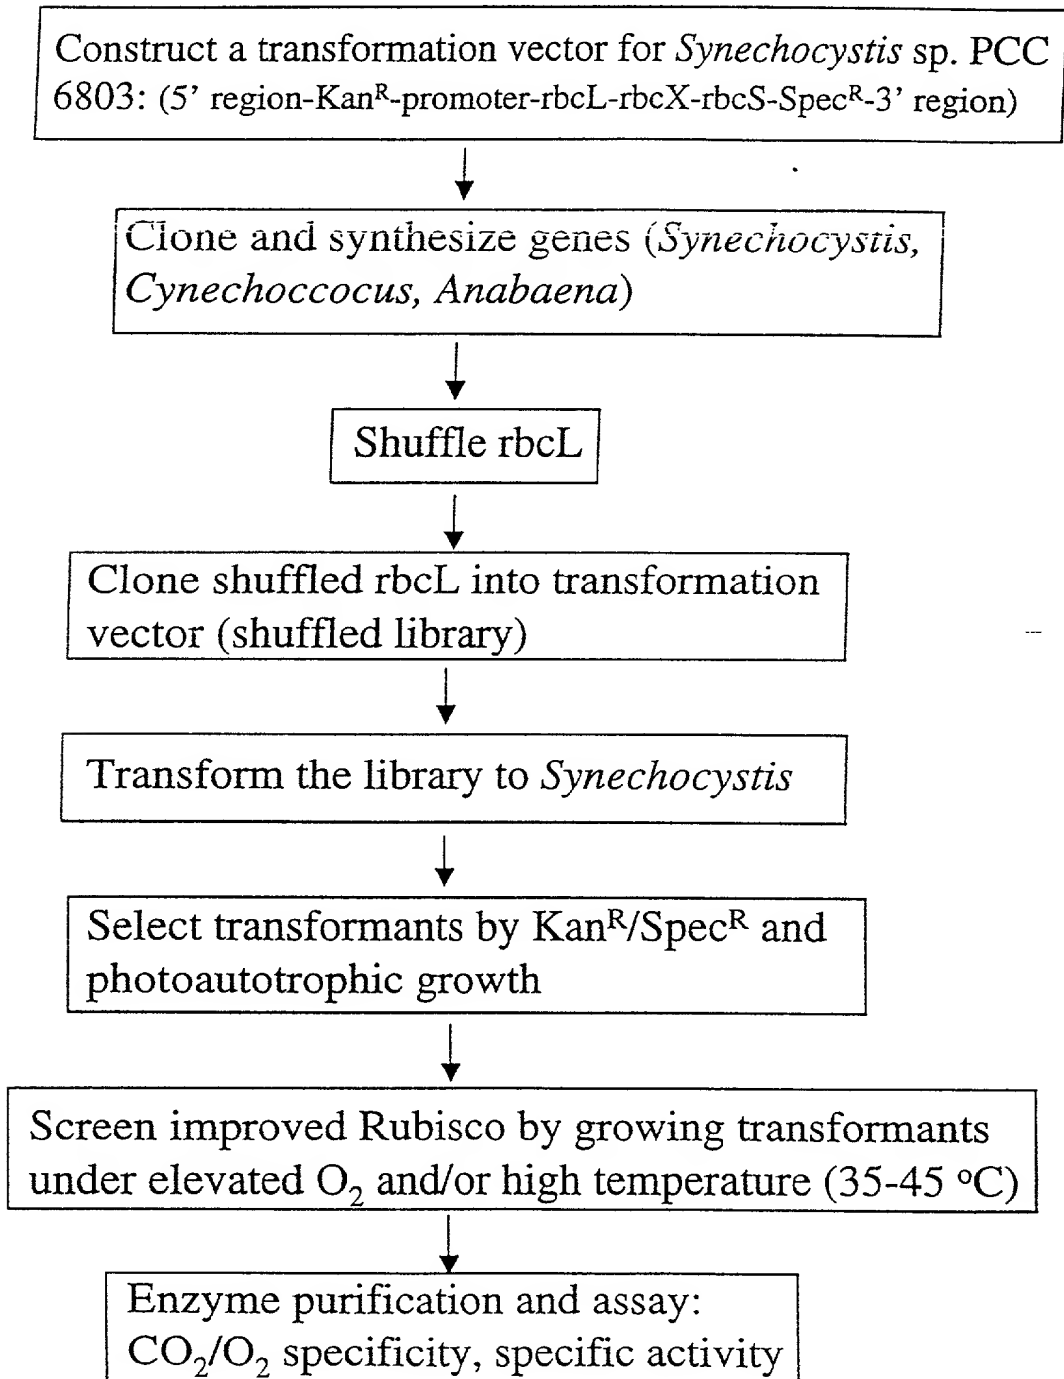 Construct a transformation vector for Synechocystis sp. PCC
6803: (5' region-Kanᴿ-promoter-rbcL-rbcX-rbcS-Specᴿ-3' region)
Clone and synthesize genes (Synechocystis,
Cynechoccocus, Anabaena)
Shuffle rbcL
Clone shuffled rbcL into transformation
vector (shuffled library)
Transform the library to Synechocystis
Select transformants by Kanᴿ/Specᴿ and
photoautotrophic growth
Screen improved Rubisco by growing transformants
under elevated O₂ and/or high temperature (35-45 ºC)
Enzyme purification and assay:
CO₂/O₂ specificity, specific activity